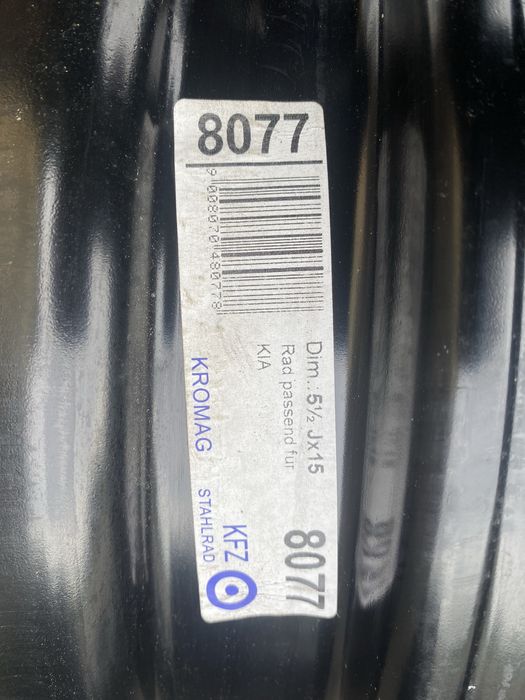 8077
9 008070 480778
Dim.: 5½ Jx15
Rad passend für
KIA
8077
KROMAG
KFZ
STAHLRAD